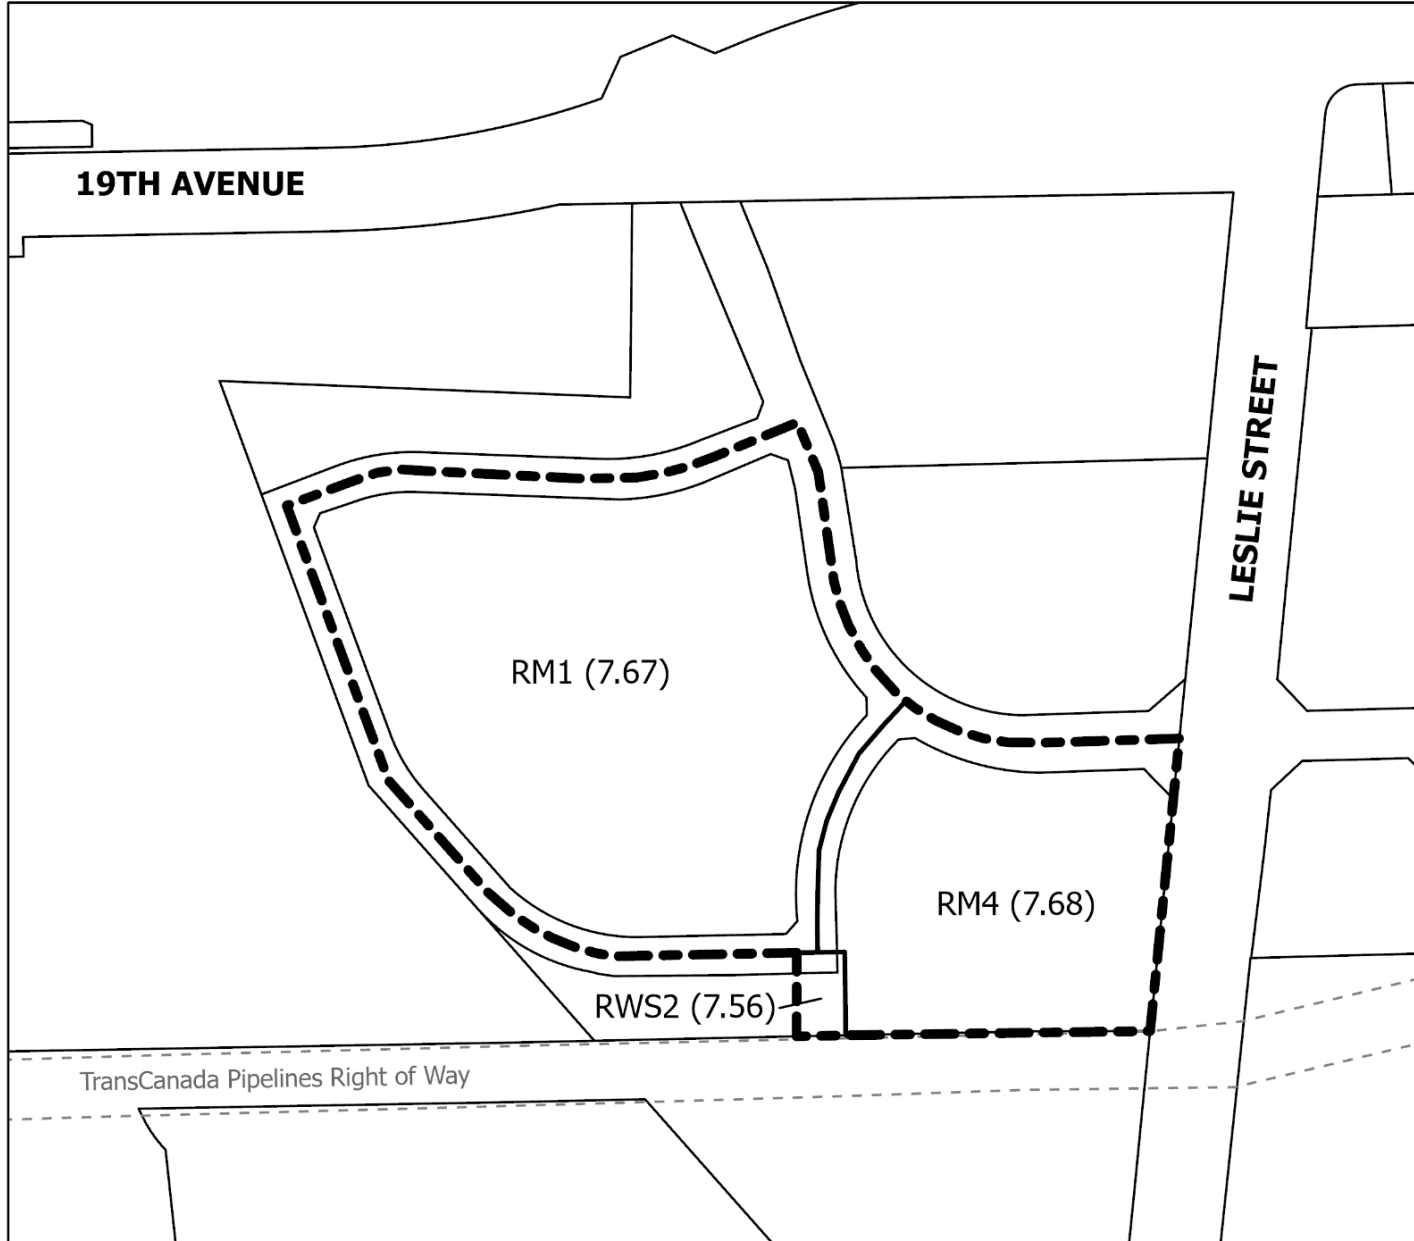 19TH AVENUE
LESLIE STREET
RM1 (7.67)
RM4 (7.68)
RWS2 (7.56)
TransCanada Pipelines Right of Way